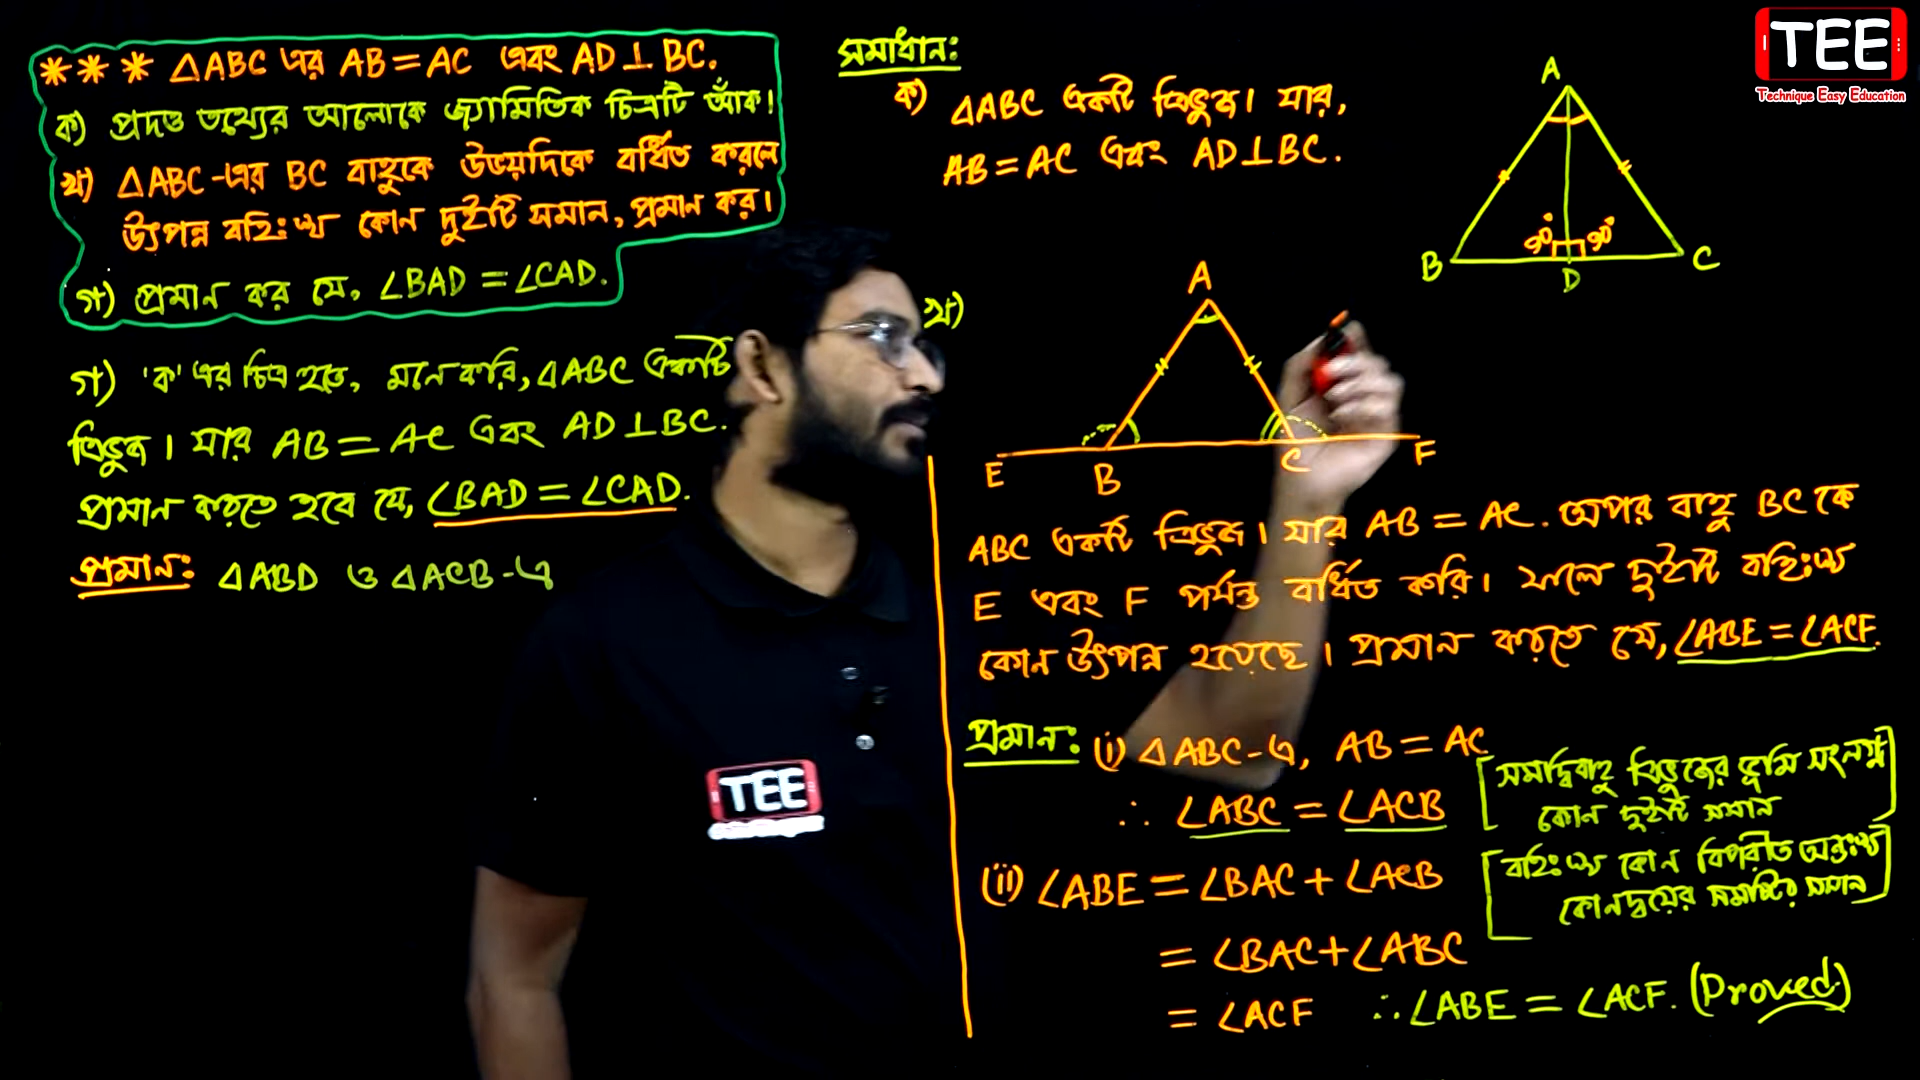 *** △ABC এর AB = AC এবং AD ⊥ BC.
ক) প্রদত্ত তথ্যের আলোকে জ্যামিতিক চিত্রটি আঁক।
খ) △ABC-এর BC বাহুকে উভয়দিকে বর্ধিত করলে
উৎপন্ন বহিঃস্থ কোন দুইটি সমান, প্রমান কর।
গ) প্রমান কর যে, ∠BAD = ∠CAD.
গ) 'ক' এর চিত্র হতে, মনেকরি, △ABC একটি
ত্রিভুজ। যার AB = AC এবং AD ⊥ BC.
প্রমান করতে হবে যে, ∠BAD = ∠CAD.
প্রমান: △ABD ও △ACB-এ
সমাধান:
ক) △ABC একটি ত্রিভুজ। যার,
AB = AC এবং AD ⊥ BC.
A
90° 90°
B D C
খ)
A
E B C F
ABC একটি ত্রিভুজ। যার AB = AC. অপর বাহু BC কে
E এবং F পর্যন্ত বর্ধিত করি। ফলে দুইটি বহিঃস্থ
কোন উৎপন্ন হয়েছে। প্রমান করতে যে, ∠ABE = ∠ACF.
প্রমান: (i) △ABC-এ, AB = AC
∴ ∠ABC = ∠ACB
[সমদ্বিবাহু ত্রিভুজের ভূমি সংলগ্ন
কোন দুইটি সমান]
(ii) ∠ABE = ∠BAC + ∠ACB
[বহিঃস্থ কোন বিপরীত অন্তঃস্থ
কোনদ্বয়ের সমষ্টির সমান]
= ∠BAC + ∠ABC
= ∠ACF ∴ ∠ABE = ∠ACF. (Proved)
TEE
Technique Easy Education
TEE